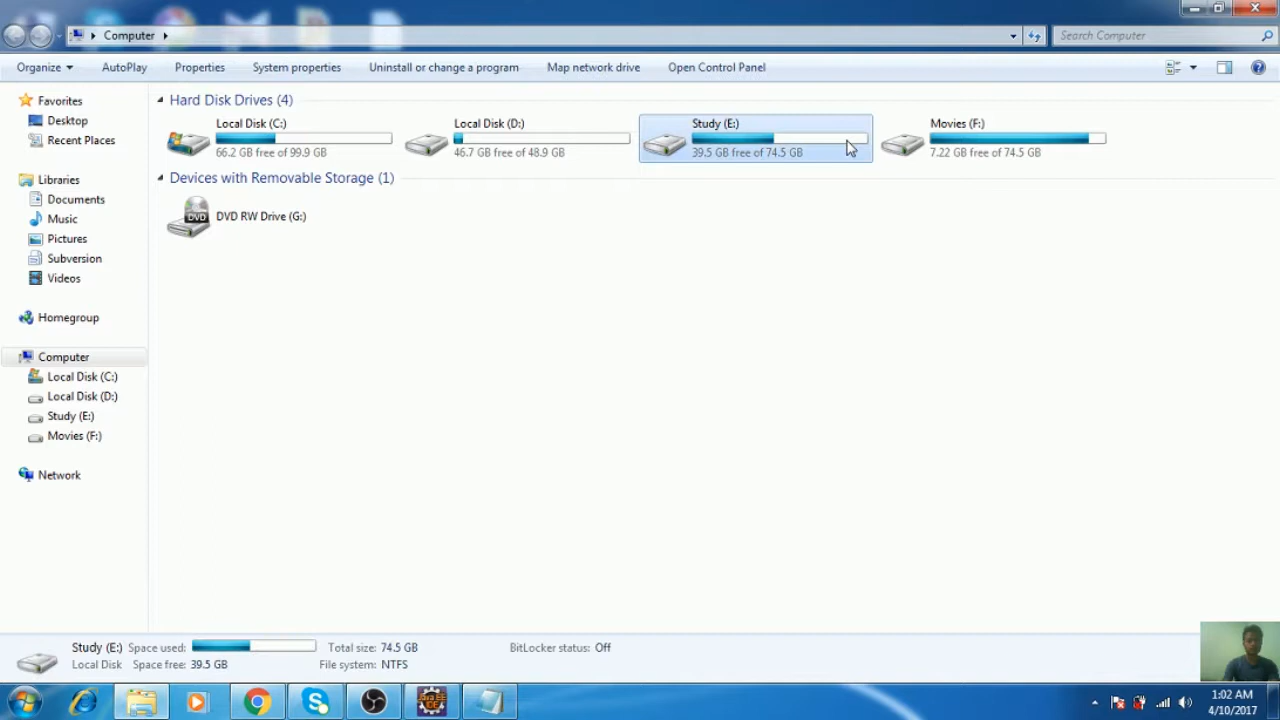 Computer
Search Computer
Organize AutoPlay Properties System properties Uninstall or change a program Map network drive Open Control Panel
Favorites
Desktop
Recent Places
Libraries
Documents
Music
Pictures
Subversion
Videos
Homegroup
Computer
Local Disk (C:)
Local Disk (D:)
Study (E:)
Movies (F:)
Network
Hard Disk Drives (4)
Local Disk (C:)
66.2 GB free of 99.9 GB
Local Disk (D:)
46.7 GB free of 48.9 GB
Study (E:)
39.5 GB free of 74.5 GB
Movies (F:)
7.22 GB free of 74.5 GB
Devices with Removable Storage (1)
DVD
DVD RW Drive (G:)
Study (E:) Space used: Total size: 74.5 GB BitLocker status: Off
Local Disk Space free: 39.5 GB File system: NTFS
Java EE
IDE
1:02 AM
4/10/2017